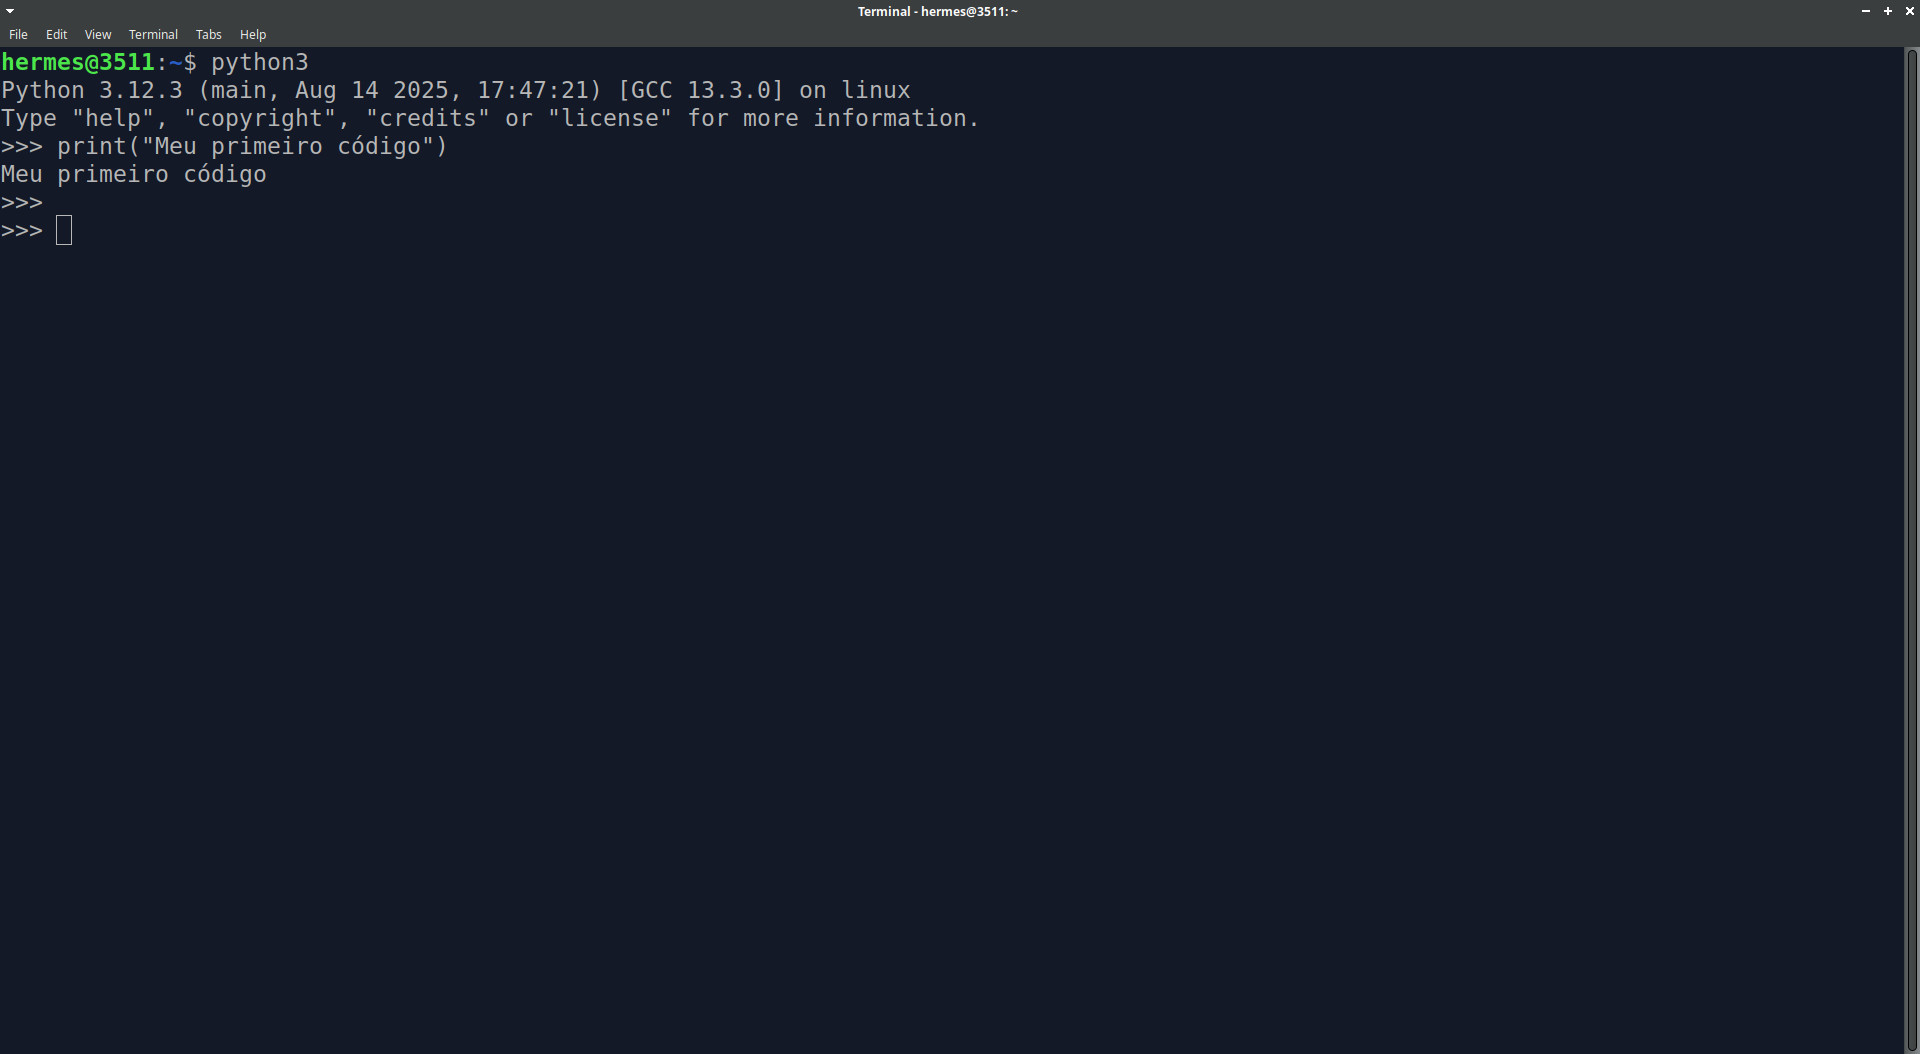 Terminal - hermes@3511: ~
File Edit View Terminal Tabs Help
hermes@3511:~$ python3
Python 3.12.3 (main, Aug 14 2025, 17:47:21) [GCC 13.3.0] on linux
Type "help", "copyright", "credits" or "license" for more information.
>>> print("Meu primeiro código")
Meu primeiro código
>>>
>>>